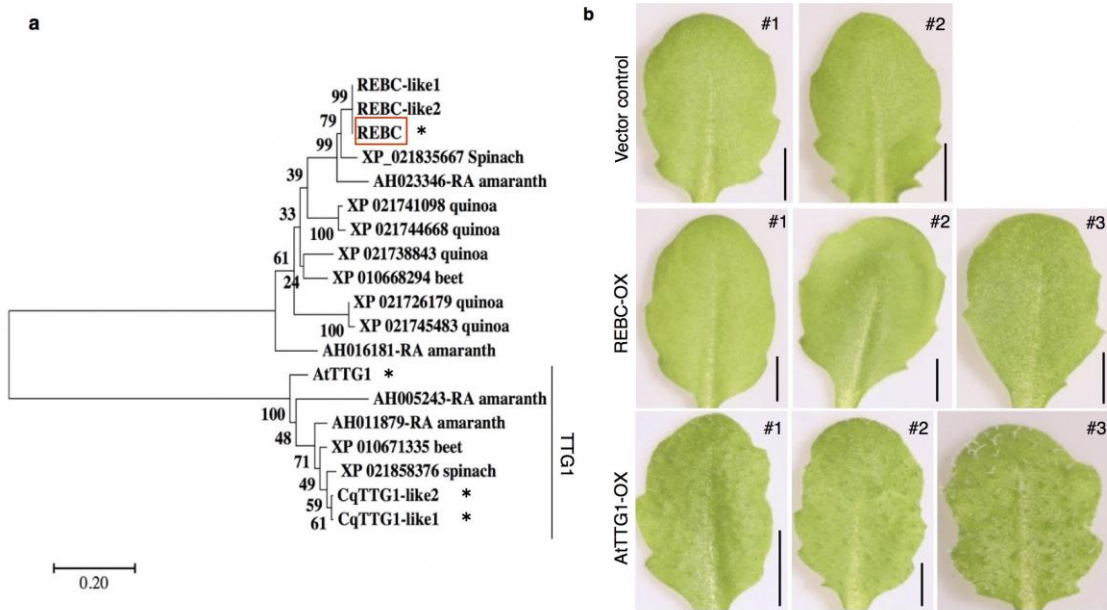 a
99
REBC-like1
REBC-like2
79
REBC *
99
XP_021835667 Spinach
AH023346-RA amaranth
39
XP 021741098 quinoa
33
100
XP 021744668 quinoa
XP 021738843 quinoa
61
24
XP 010668294 beet
XP 021726179 quinoa
100
XP 021745483 quinoa
AH016181-RA amaranth
AtTTG1 *
100
AH005243-RA amaranth
48
AH011879-RA amaranth
71
XP 010671335 beet
49
XP 021858376 spinach
59
CqTTG1-like2 *
61
CqTTG1-like1 *
TTG1
0.20
b
Vector control
#1
#2
REBC-OX
#1
#2
#3
AtTTG1-OX
#1
#2
#3